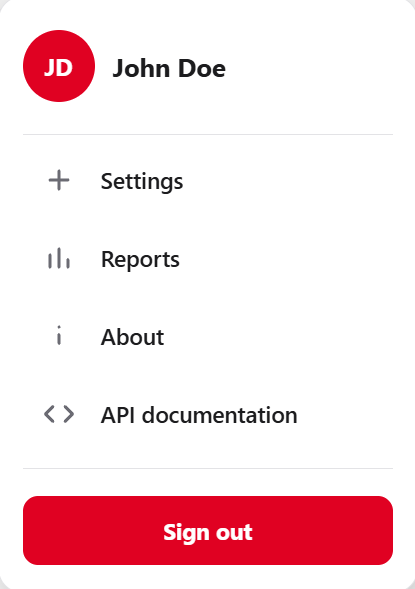 JD
John Doe
Settings
Reports
About
API documentation
Sign out